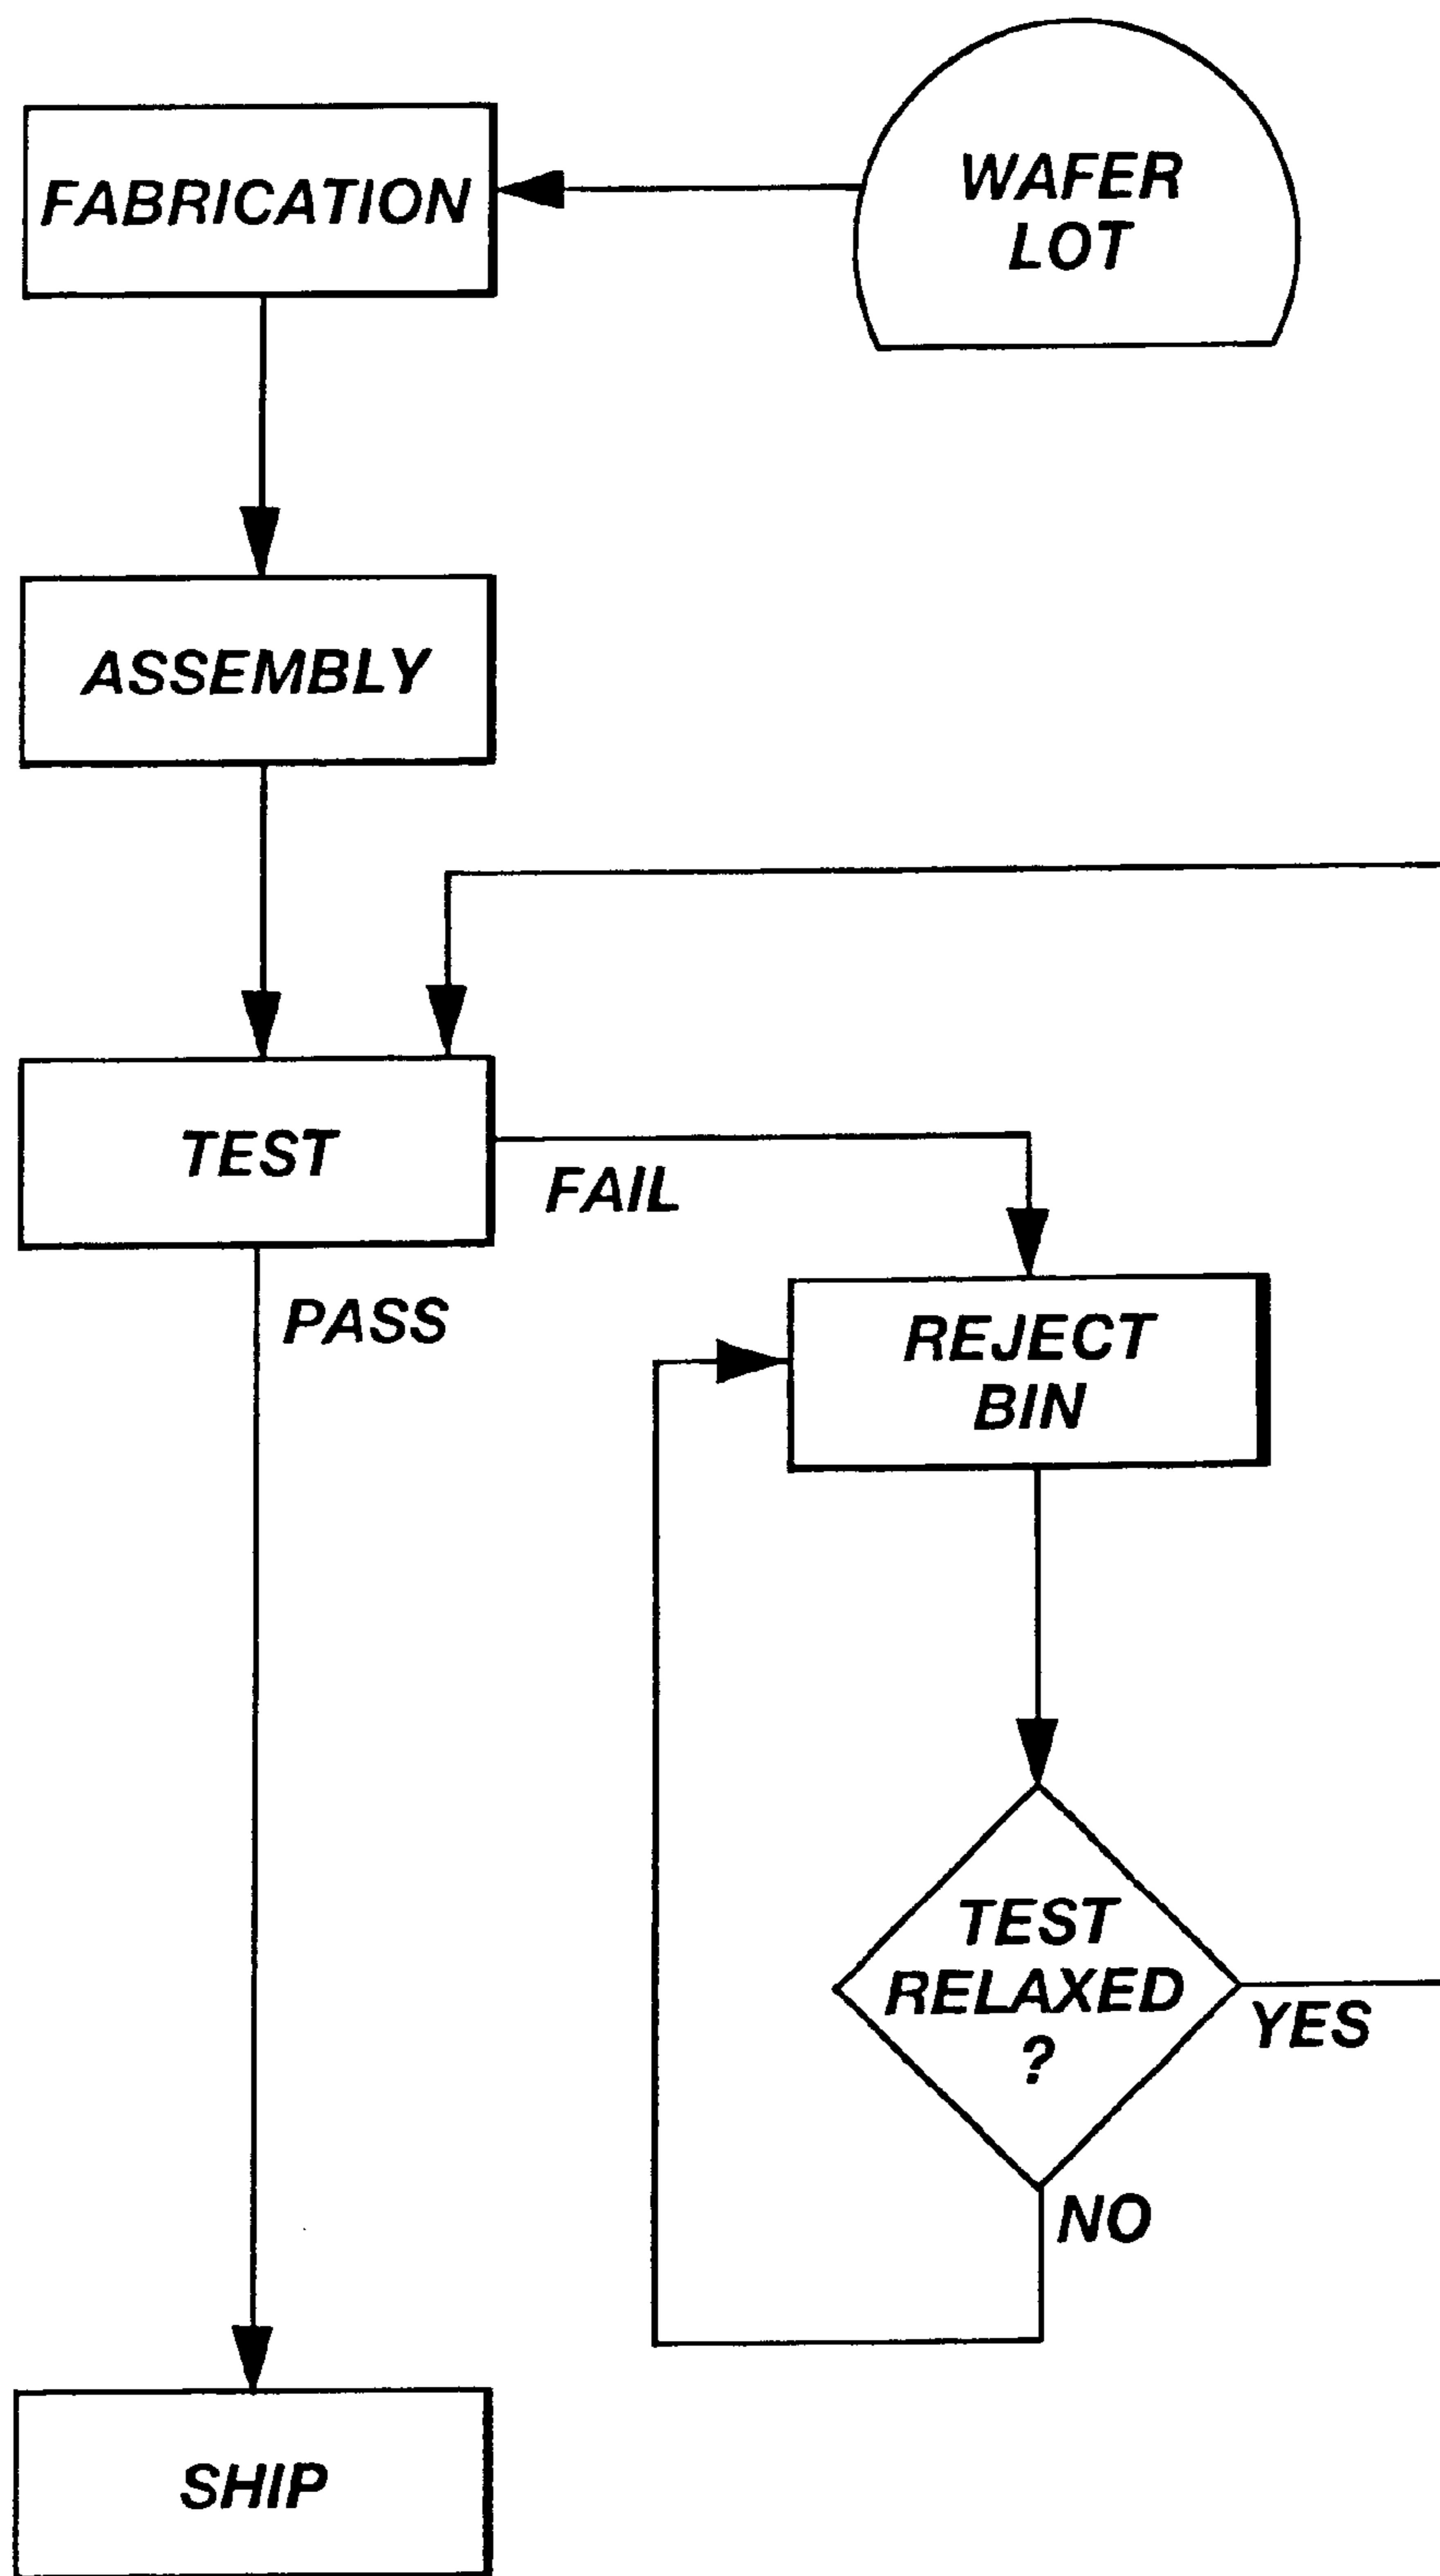 WAFER
LOT
FABRICATION
ASSEMBLY
TEST
FAIL
PASS
REJECT
BIN
TEST
RELAXED
?
YES
NO
SHIP